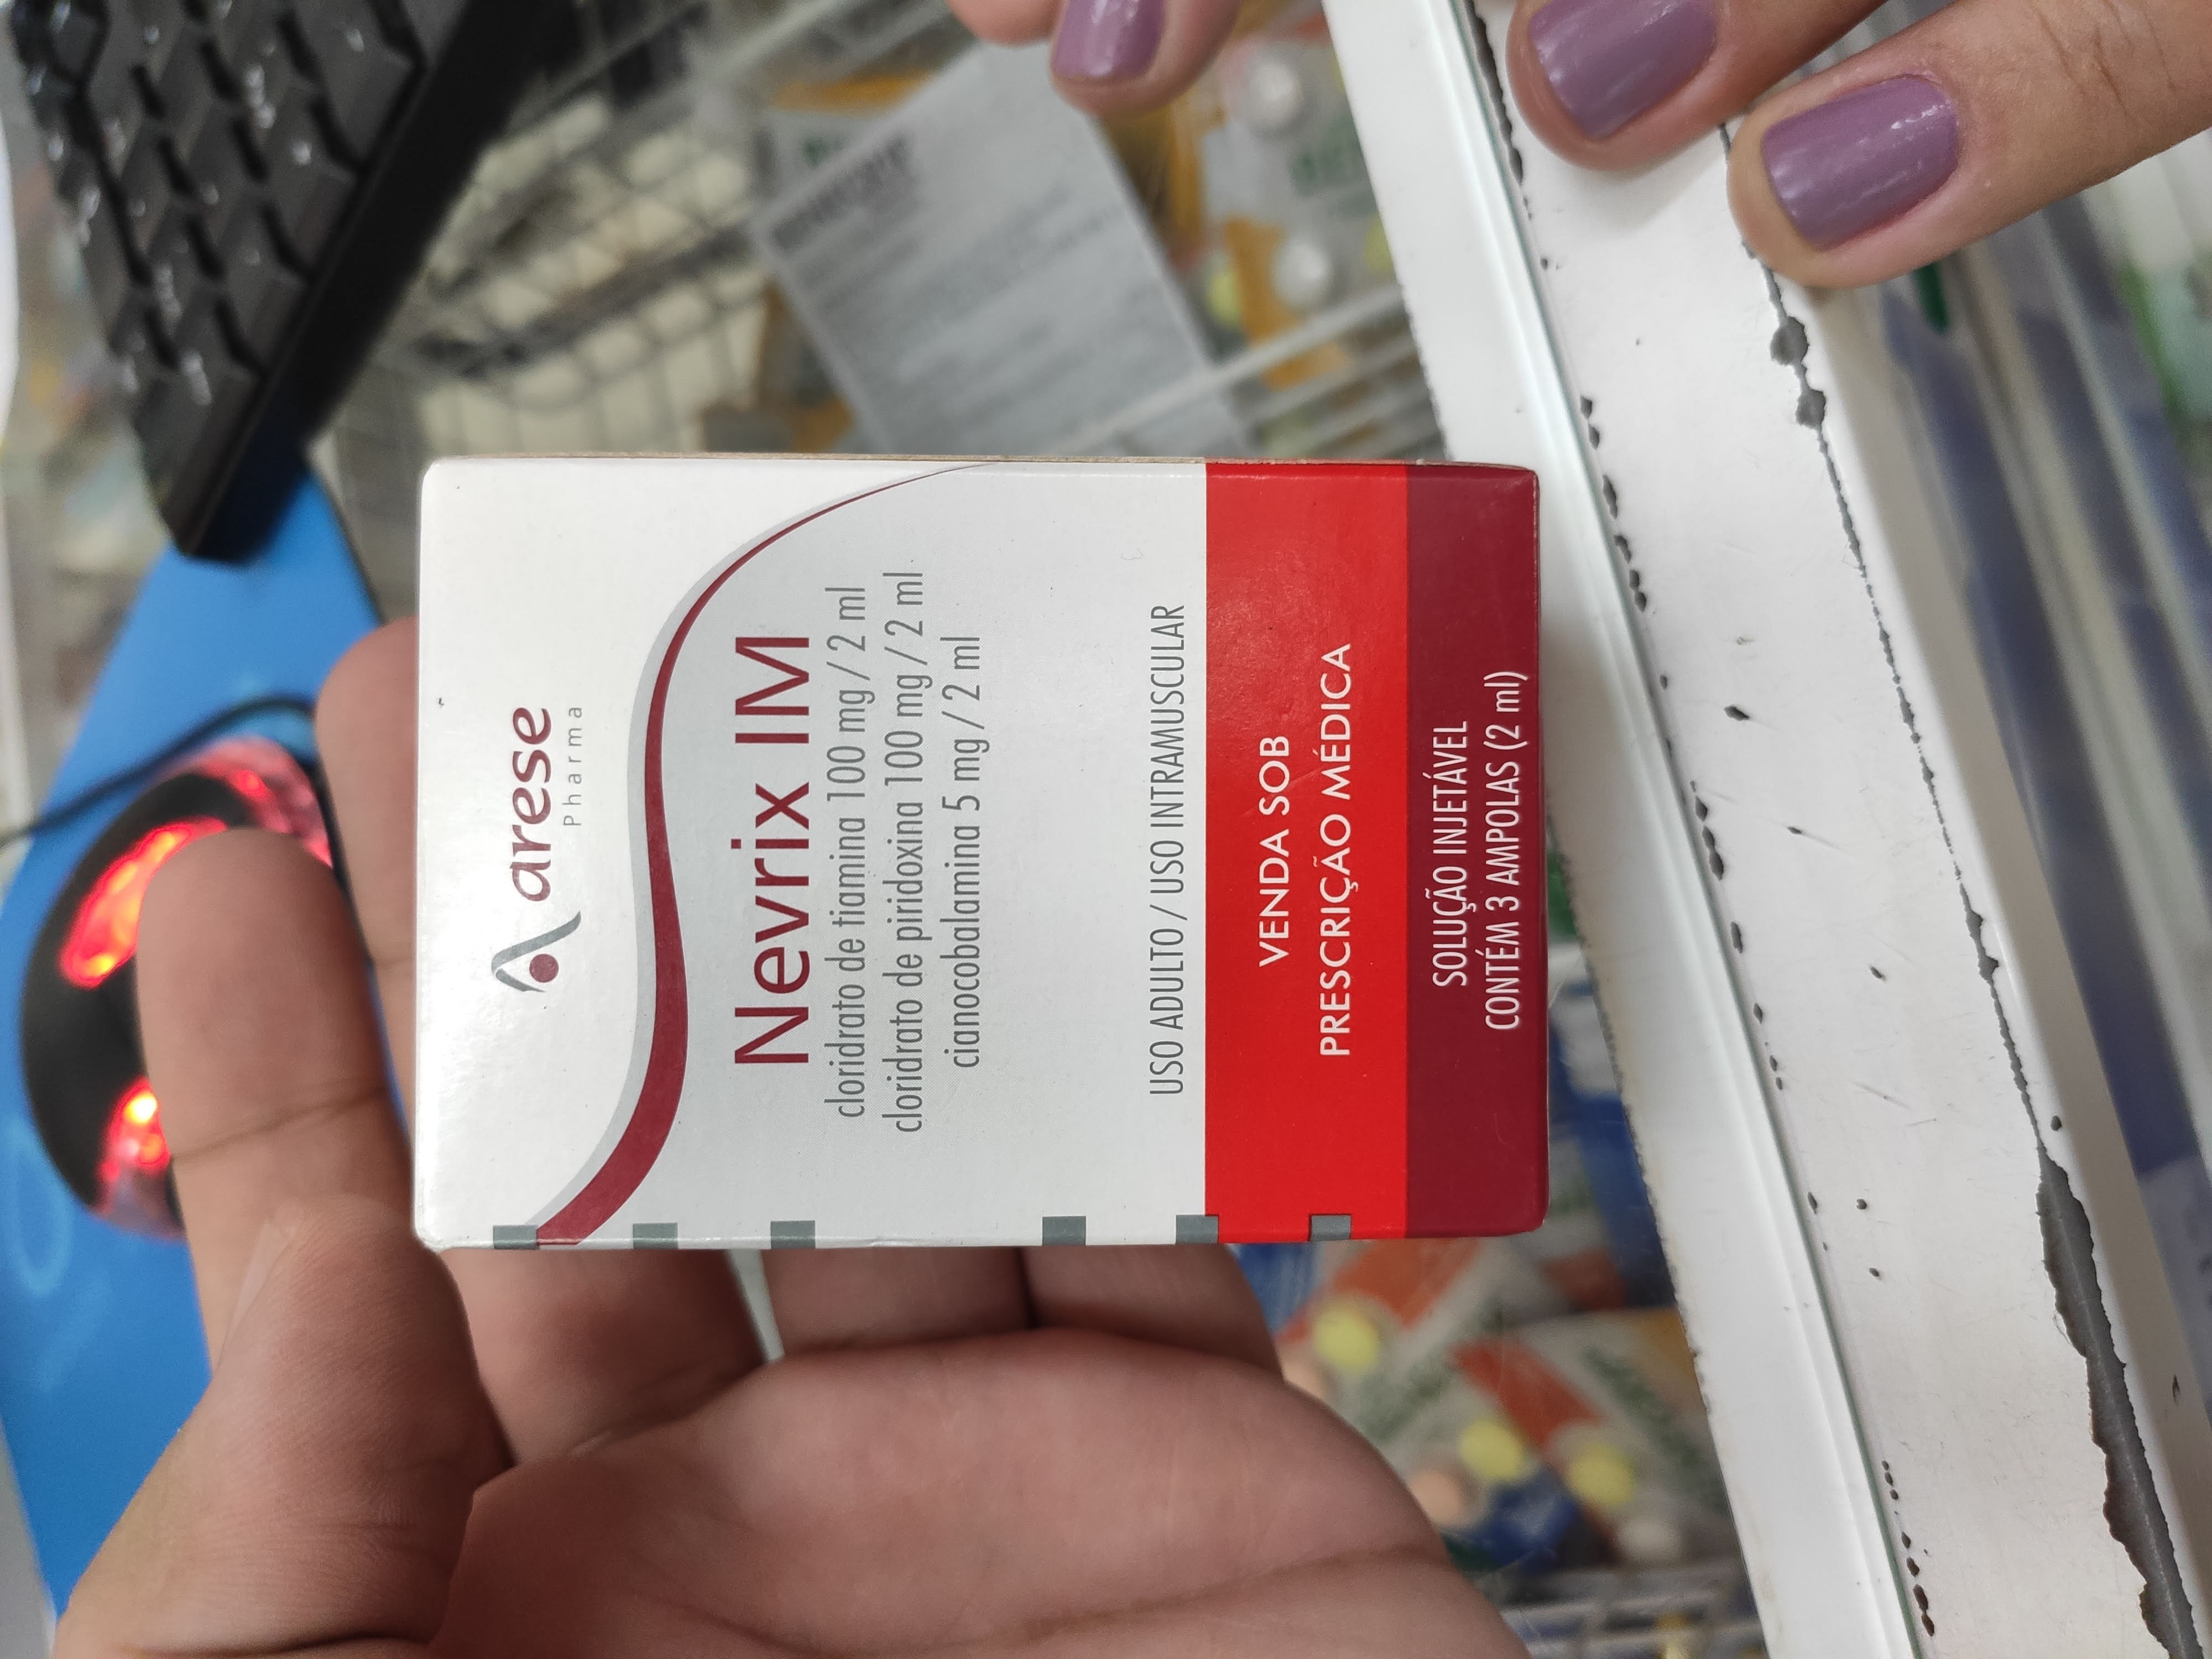 arese
Pharma
Nevrix IM
cloridrato de tiamina 100 mg / 2 ml
cloridrato de piridoxina 100 mg / 2 ml
cianocobalamina 5 mg / 2 ml
USO ADULTO / USO INTRAMUSCULAR
VENDA SOB
PRESCRIÇÃO MÉDICA
SOLUÇÃO INJETÁVEL
CONTÉM 3 AMPOLAS (2 ml)